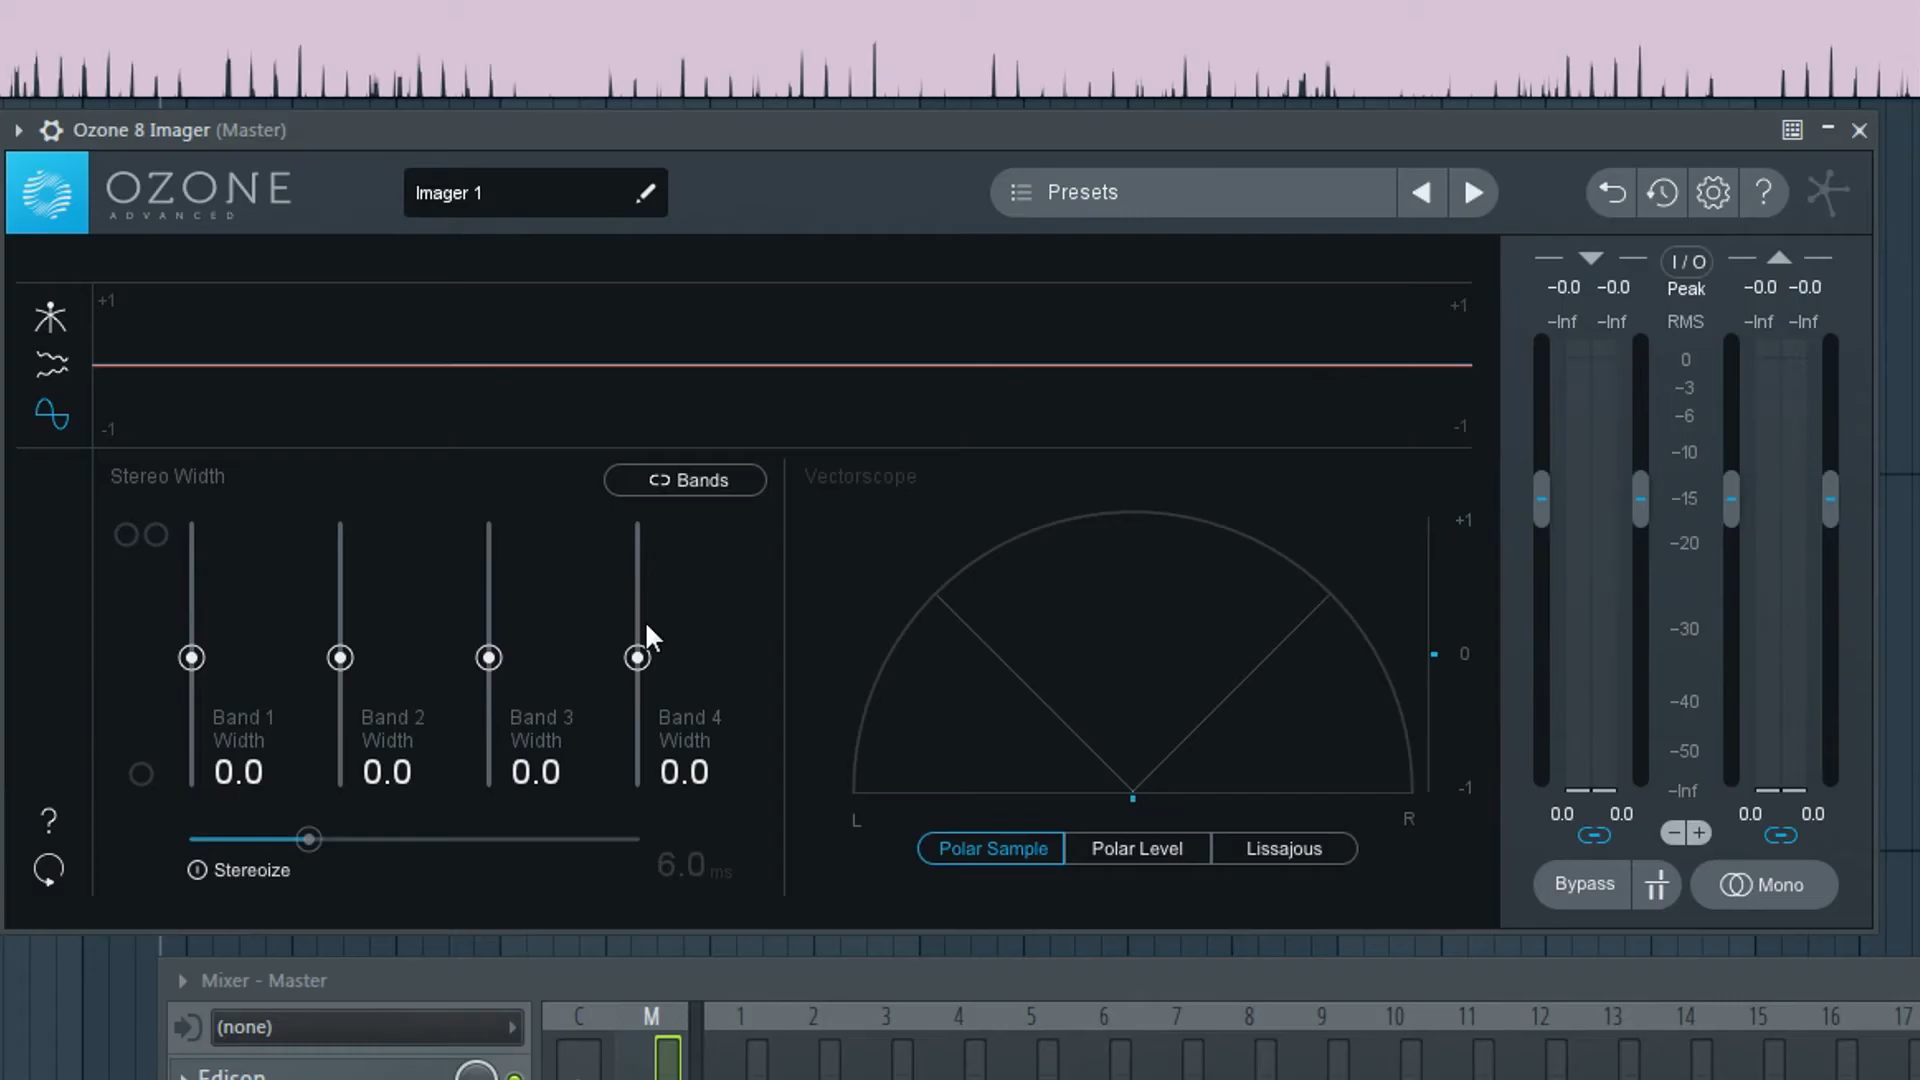 Ozone 8 Imager (Master)
OZONE
ADVANCED
Imager 1
Presets
?
I / O
-0.0 -0.0 Peak -0.0 -0.0
-Inf -Inf RMS -Inf -Inf
+1 +1
-1 -1
0
-3
-6
-10
-15
-20
-30
-40
-50
-Inf
Stereo Width
Bands
Vectorscope
+1
0
-1
Band 1 Width
0.0
Band 2 Width
0.0
Band 3 Width
0.0
Band 4 Width
0.0
L R
?
Stereoize
6.0 ms
Polar Sample Polar Level Lissajous
0.0 0.0 0.0 0.0
- +
Bypass Mono
Mixer - Master
(none)
C M 1 2 3 4 5 6 7 8 9 10 11 12 13 14 15 16 17
Edison